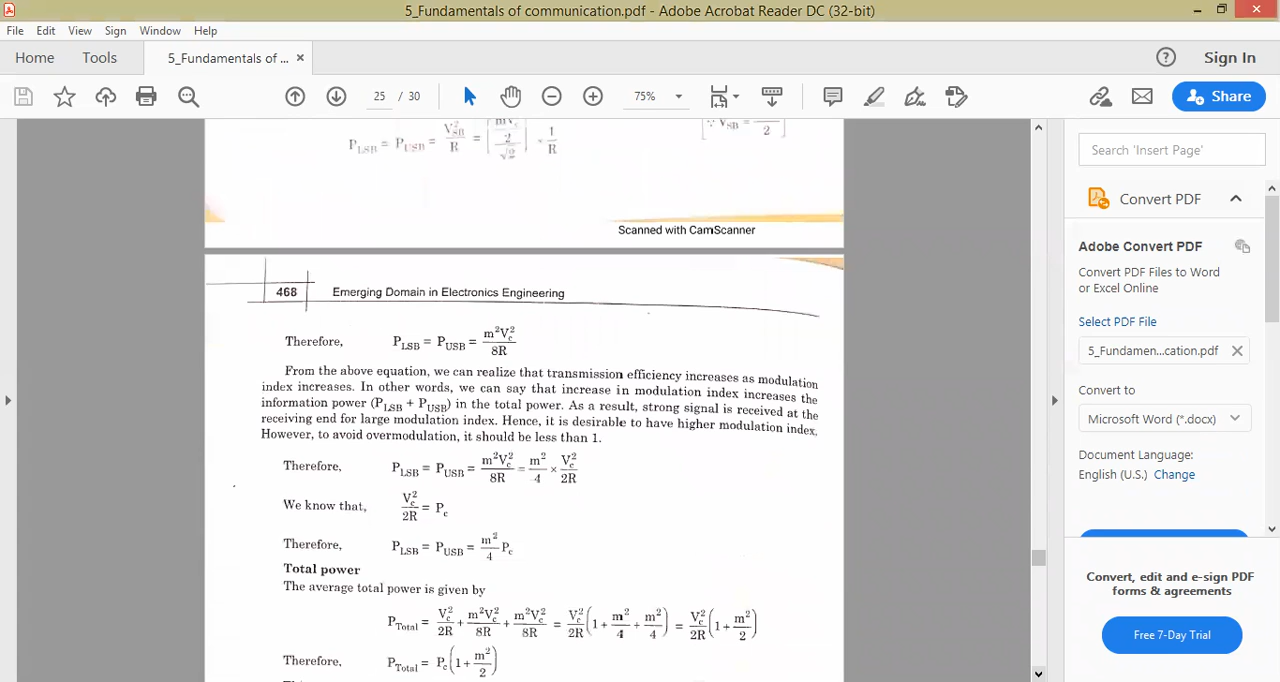 5_Fundamentals of communication.pdf - Adobe Acrobat Reader DC (32-bit)
File Edit View Sign Window Help
Home Tools 5_Fundamentals of ... × Sign In
25 / 30 75% Share
P_LSB = P_USB = V_SB²/R = [mV_c/2/√2] × 1/R [∵ V_SB = /2]
Scanned with CamScanner
468 Emerging Domain in Electronics Engineering
Therefore, P_LSB = P_USB = m²V_c²/8R
From the above equation, we can realize that transmission efficiency increases as modulation
index increases. In other words, we can say that increase in modulation index increases the
information power (P_LSB + P_USB) in the total power. As a result, strong signal is received at the
receiving end for large modulation index. Hence, it is desirable to have higher modulation index.
However, to avoid overmodulation, it should be less than 1.
Therefore, P_LSB = P_USB = m²V_c²/8R = m²/4 × V_c²/2R
We know that, V_c²/2R = P_c
Therefore, P_LSB = P_USB = m²/4 P_c
Total power
The average total power is given by
P_Total = V_c²/2R + m²V_c²/8R + m²V_c²/8R = V_c²/2R (1 + m²/4 + m²/4) = V_c²/2R (1 + m²/2)
Therefore, P_Total = P_c (1 + m²/2)
Search 'Insert Page'
Convert PDF
Adobe Convert PDF
Convert PDF Files to Word
or Excel Online
Select PDF File
5_Fundamen...cation.pdf ×
Convert to
Microsoft Word (*.docx)
Document Language:
English (U.S.) Change
Convert, edit and e-sign PDF
forms & agreements
Free 7-Day Trial